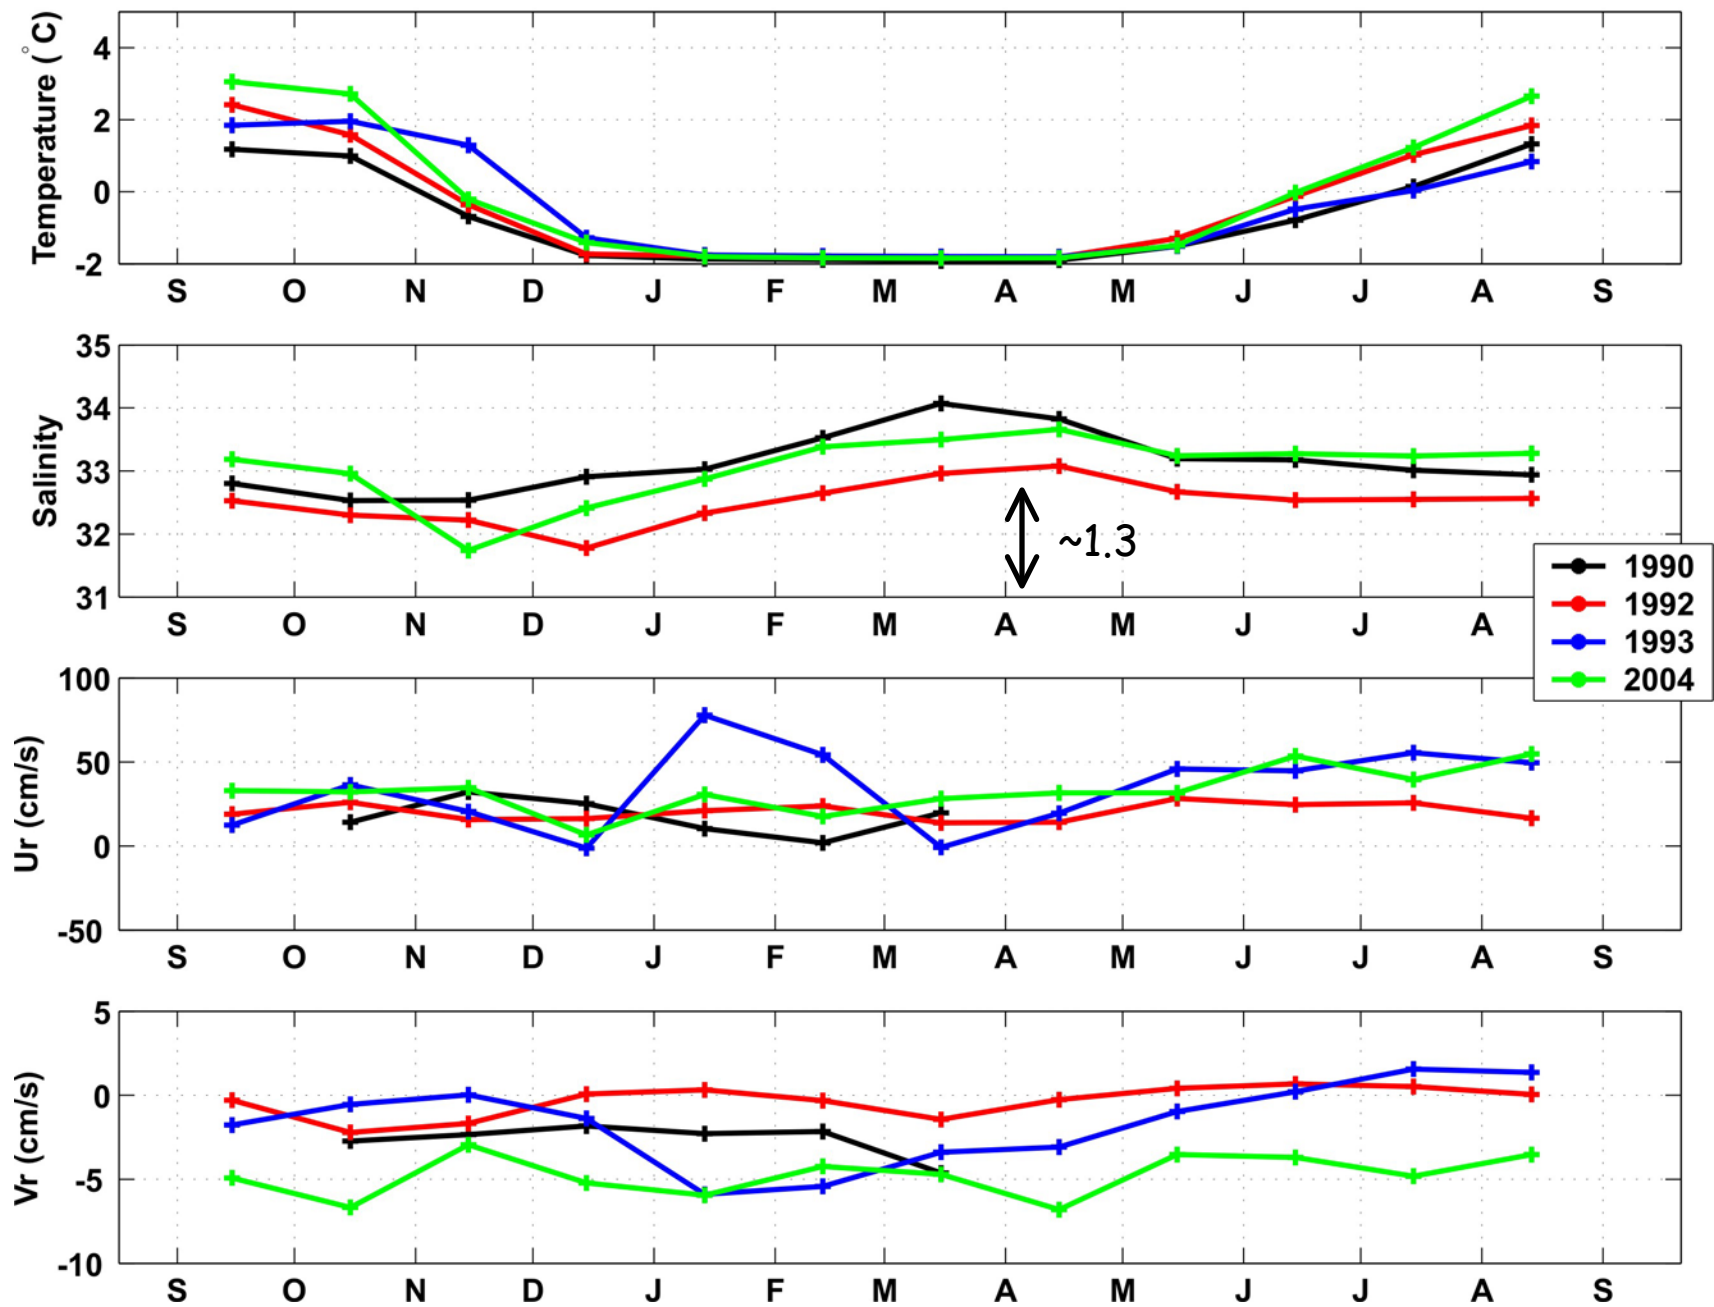 Temperature (°C)
4
2
0
-2
S O N D J F M A M J J A S
Salinity
35
34
33
32
31
~1.3
S O N D J F M A M J J A
1990
1992
1993
2004
Ur (cm/s)
100
50
0
-50
S O N D J F M A M J J A S
Vr (cm/s)
5
0
-5
-10
S O N D J F M A M J J A S